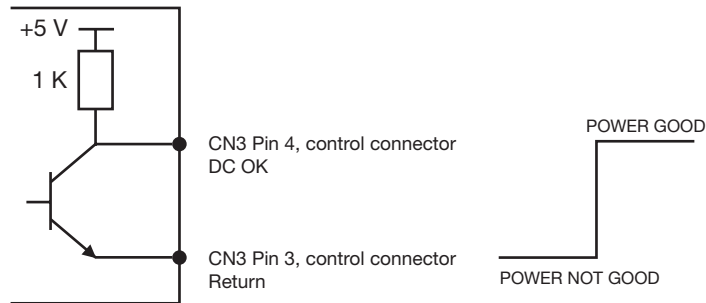 +5 V
1 K
CN3 Pin 4, control connector
DC OK
CN3 Pin 3, control connector
Return
POWER GOOD
POWER NOT GOOD